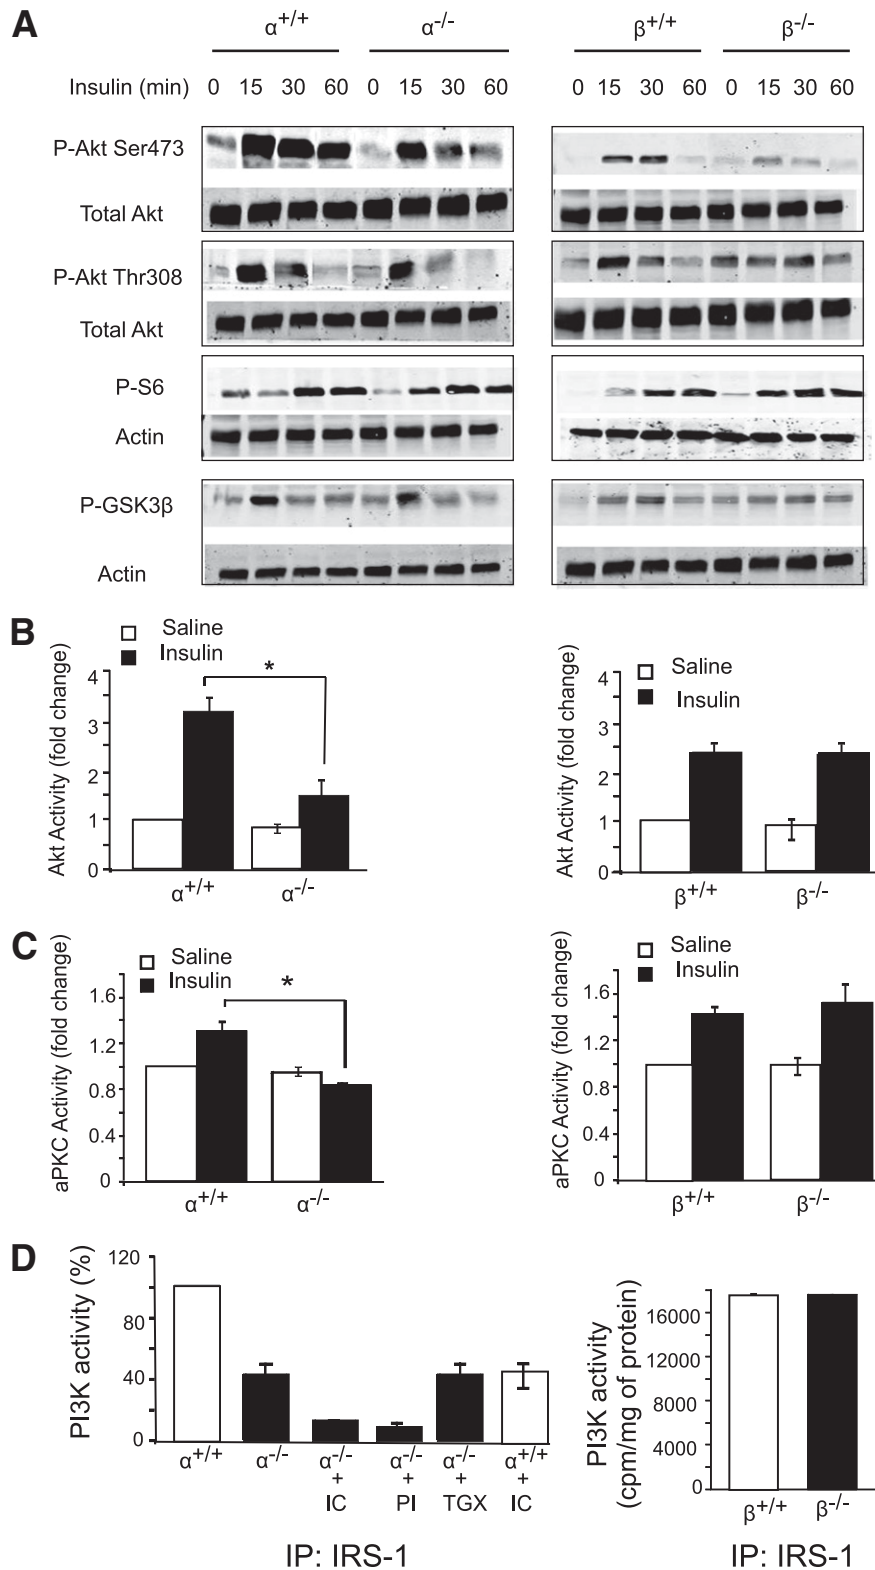 A
α+/+ α-/- β+/+ β-/-
Insulin (min) 0 15 30 60 0 15 30 60 0 15 30 60 0 15 30 60
P-Akt Ser473
Total Akt
P-Akt Thr308
Total Akt
P-S6
Actin
P-GSK3β
Actin
B
Saline
Insulin
*
Akt Activity (fold change)
4
3
2
1
0
α+/+ α-/-
Saline
Insulin
Akt Activity (fold change)
4
3
2
1
0
β+/+ β-/-
C
Saline
Insulin
*
aPKC Activity (fold change)
1.6
1.2
0.8
0.4
0
α+/+ α-/-
Saline
Insulin
aPKC Activity (fold change)
1.6
1.2
0.8
0.4
0
β+/+ β-/-
D
PI3K activity (%)
120
80
40
0
α+/+ α-/- α-/- α-/- α-/- α+/+
+ + + +
IC PI TGX IC
IP: IRS-1
PI3K activity
(cpm/mg of protein)
16000
12000
8000
4000
0
β+/+ β-/-
IP: IRS-1